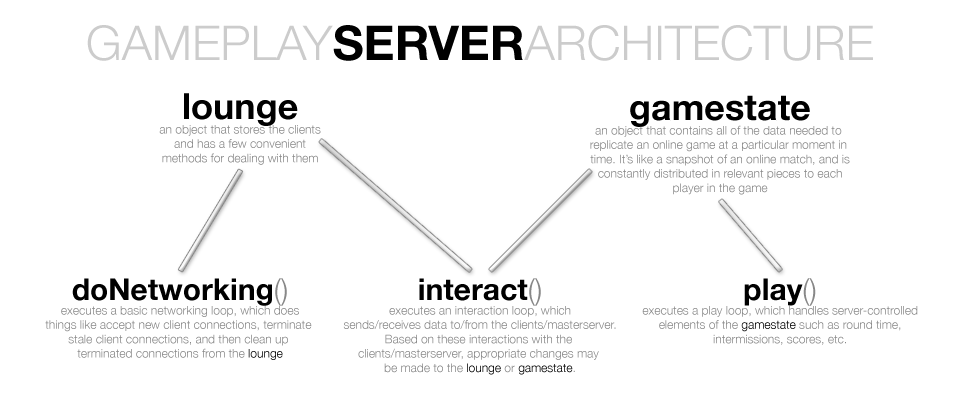 GAMEPLAYSERVERARCHITECTURE
lounge
an object that stores the clients
and has a few convenient
methods for dealing with them
gamestate
an object that contains all of the data needed to
replicate an online game at a particular moment in
time. It's like a snapshot of an online match, and is
constantly distributed in relevant pieces to each
player in the game
doNetworking()
executes a basic networking loop, which does
things like accept new client connections, terminate
stale client connections, and then clean up
terminated connections from the lounge
interact()
executes an interaction loop, which
sends/receives data to/from the clients/masterserver.
Based on these interactions with the
clients/masterserver, appropriate changes may
be made to the lounge or gamestate.
play()
executes a play loop, which handles server-controlled
elements of the gamestate such as round time,
intermissions, scores, etc.